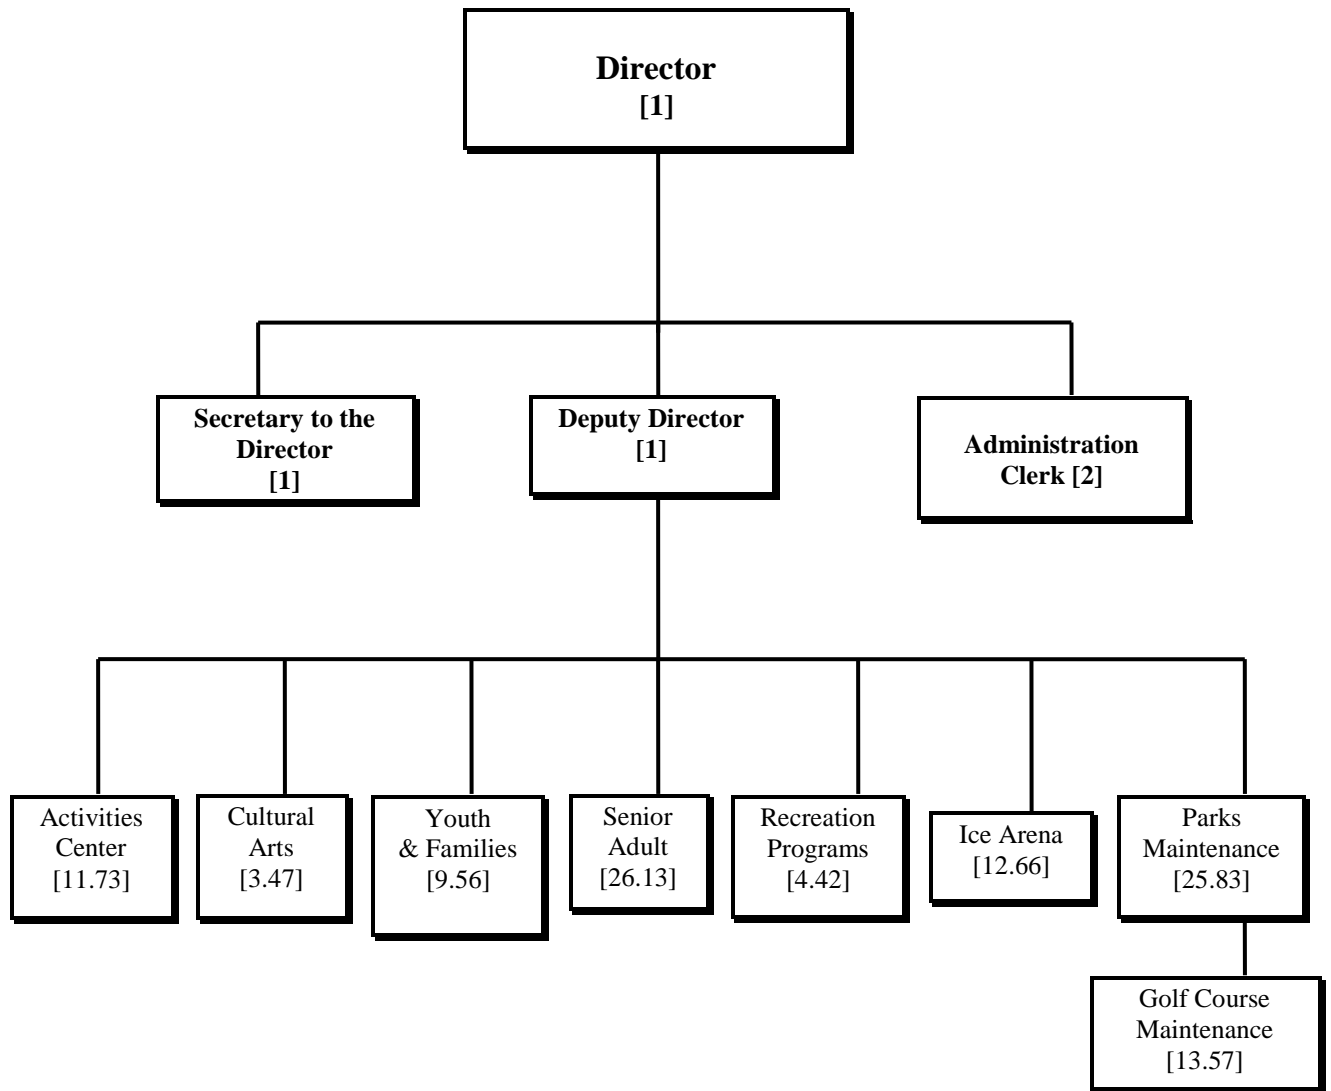 Director
[1]
Secretary to the
Director
[1]
Deputy Director
[1]
Administration
Clerk [2]
Activities
Center
[11.73]
Cultural
Arts
[3.47]
Youth
& Families
[9.56]
Senior
Adult
[26.13]
Recreation
Programs
[4.42]
Ice Arena
[12.66]
Parks
Maintenance
[25.83]
Golf Course
Maintenance
[13.57]